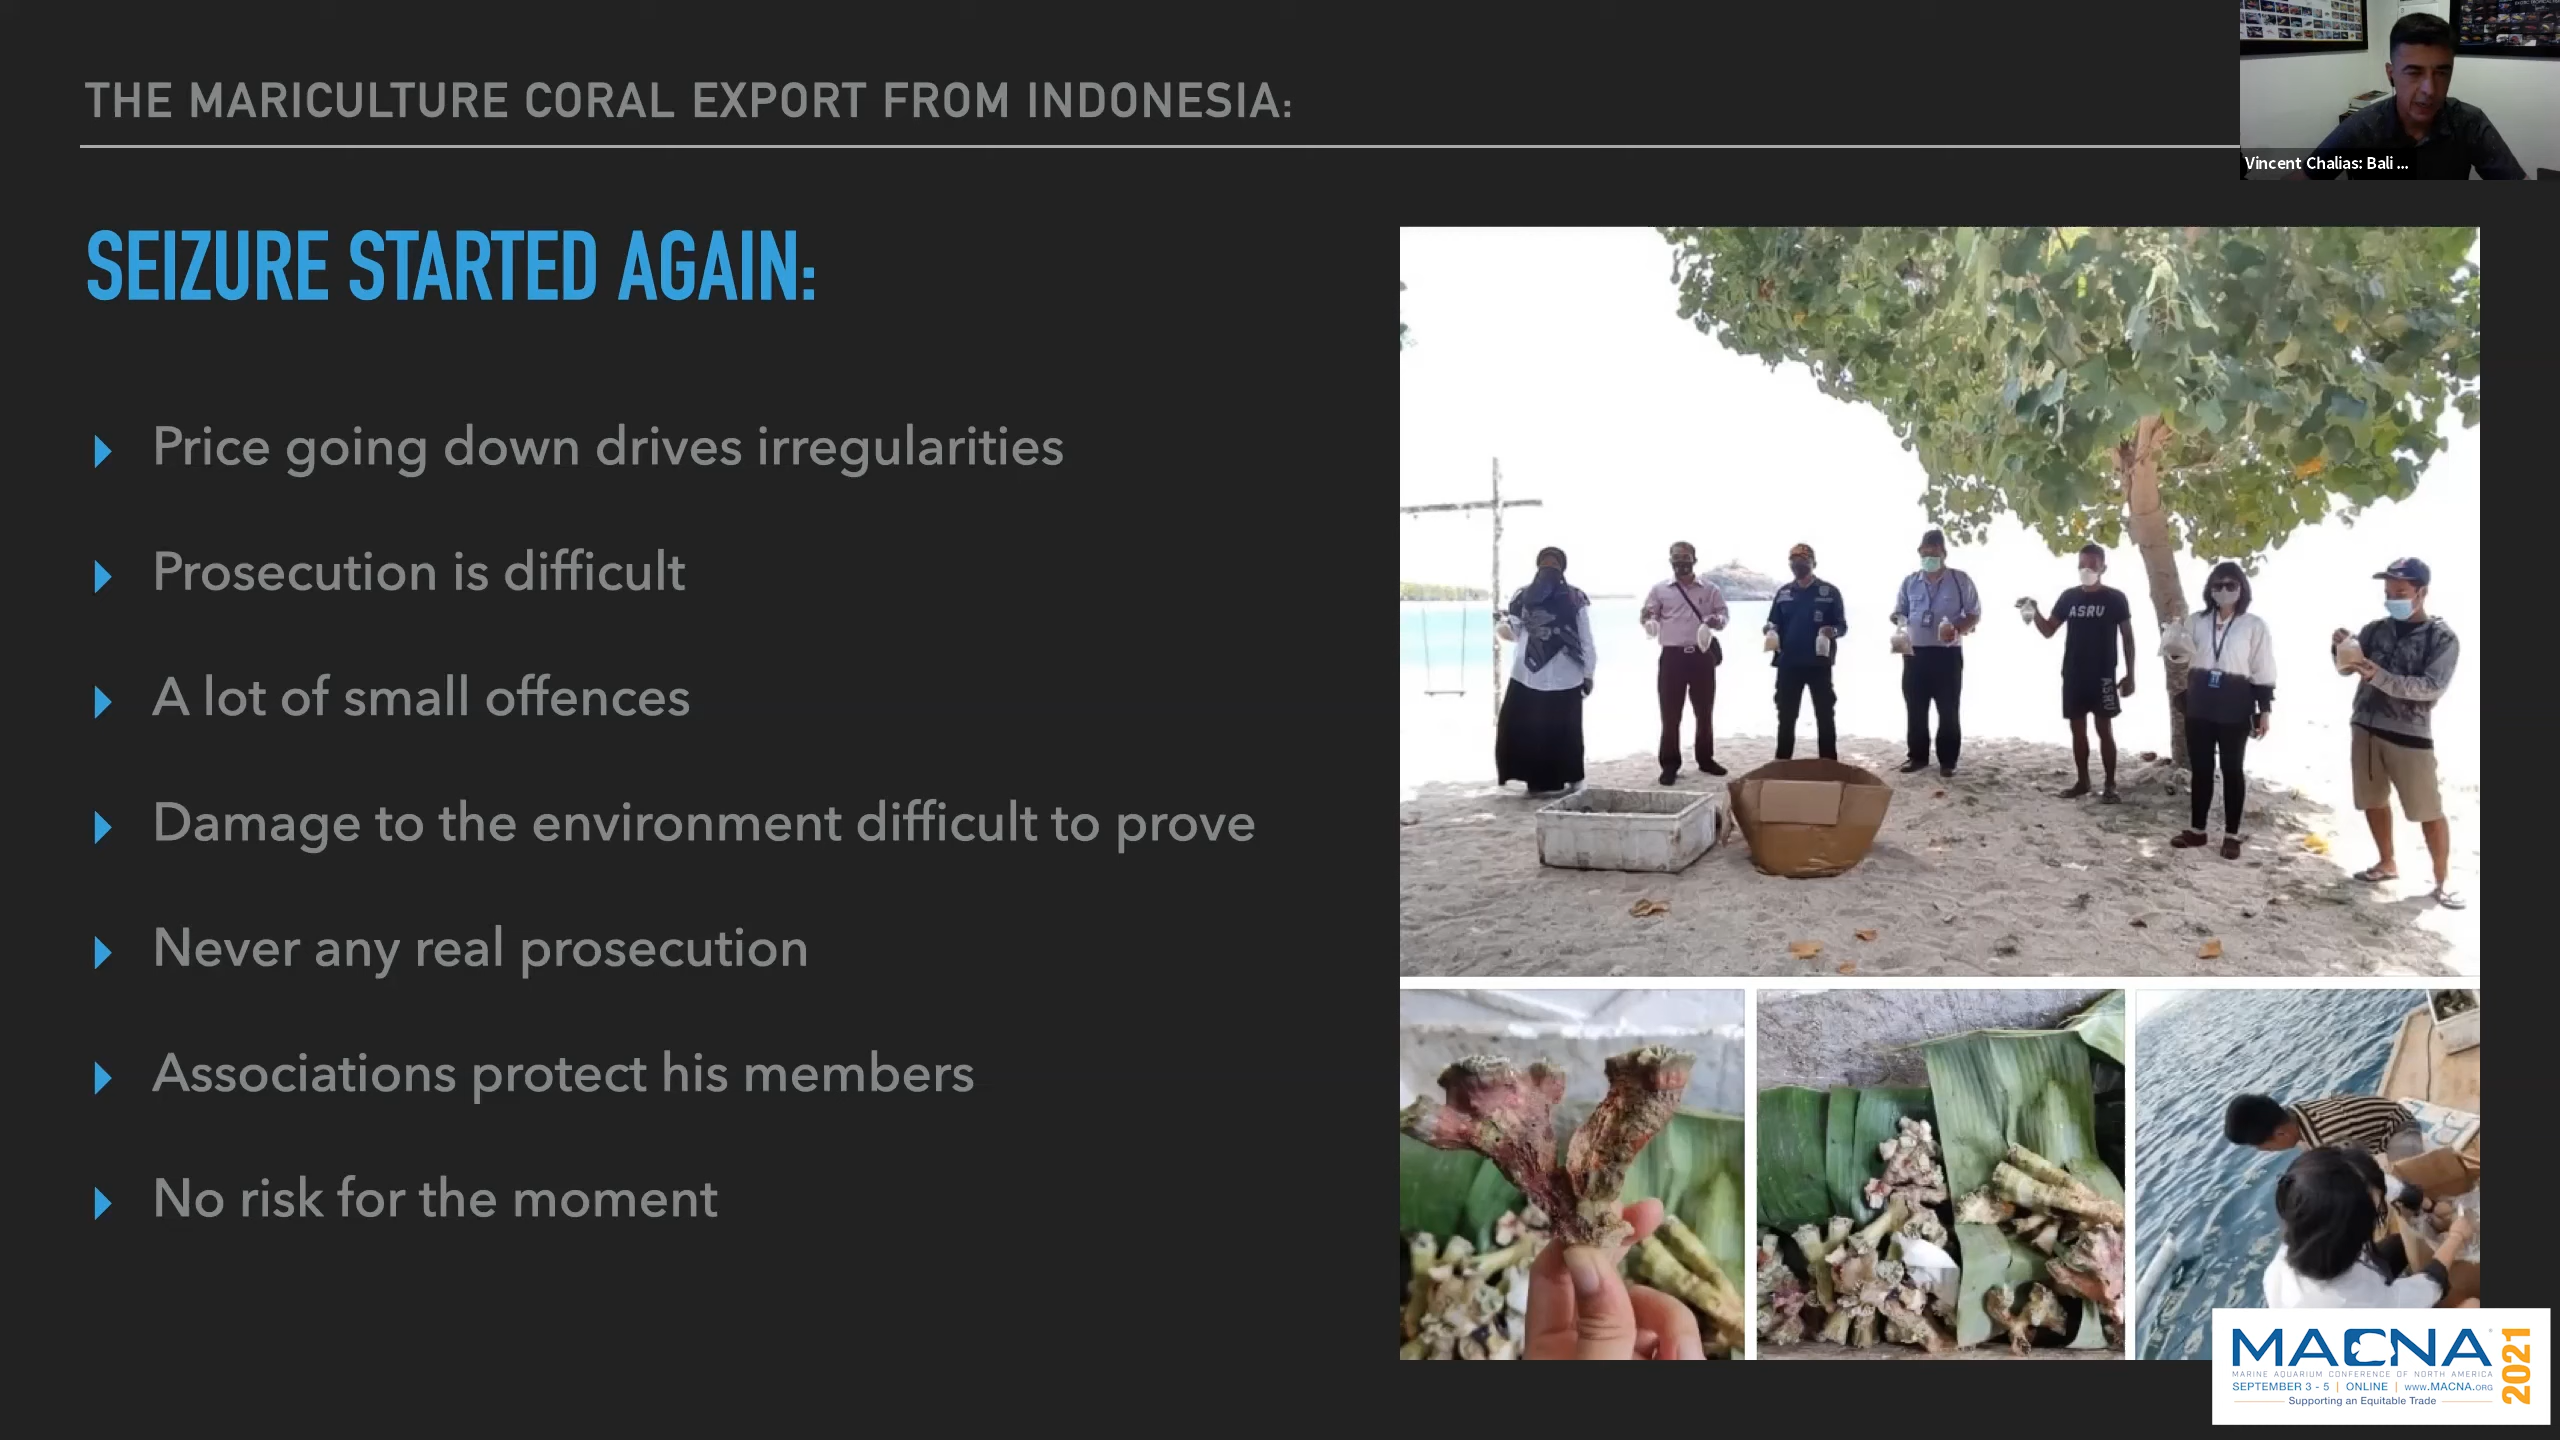 THE MARICULTURE CORAL EXPORT FROM INDONESIA:
Vincent Chalias: Bali ...
SEIZURE STARTED AGAIN:
Price going down drives irregularities
Prosecution is difficult
A lot of small offences
Damage to the environment difficult to prove
Never any real prosecution
Associations protect his members
No risk for the moment
ASRU
ASRU
MACNA
2021
MARINE AQUARIUM CONFERENCE OF NORTH AMERICA
SEPTEMBER 3 - 5 | ONLINE | www.MACNA.ORG
Supporting an Equitable Trade